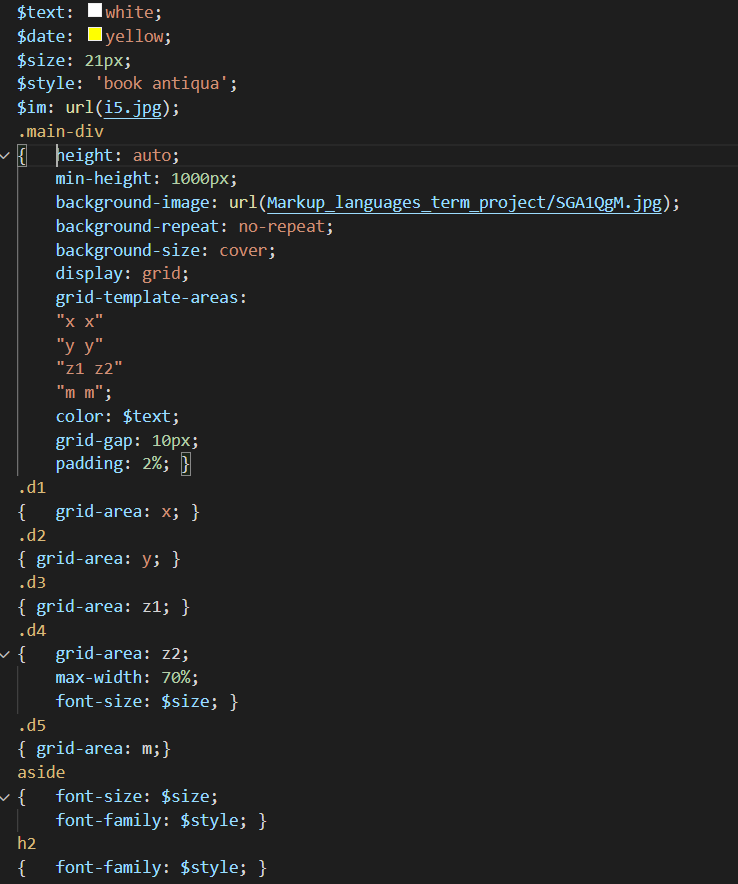 $text: white;
$date: yellow;
$size: 21px;
$style: 'book antiqua';
$im: url(i5.jpg);
.main-div
{   height: auto;
    min-height: 1000px;
    background-image: url(Markup_languages_term_project/SGA1QgM.jpg);
    background-repeat: no-repeat;
    background-size: cover;
    display: grid;
    grid-template-areas:
    "x x"
    "y y"
    "z1 z2"
    "m m";
    color: $text;
    grid-gap: 10px;
    padding: 2%; }
.d1
{   grid-area: x; }
.d2
{ grid-area: y; }
.d3
{ grid-area: z1; }
.d4
{   grid-area: z2;
    max-width: 70%;
    font-size: $size; }
.d5
{ grid-area: m;}
aside
{   font-size: $size;
    font-family: $style; }
h2
{   font-family: $style; }